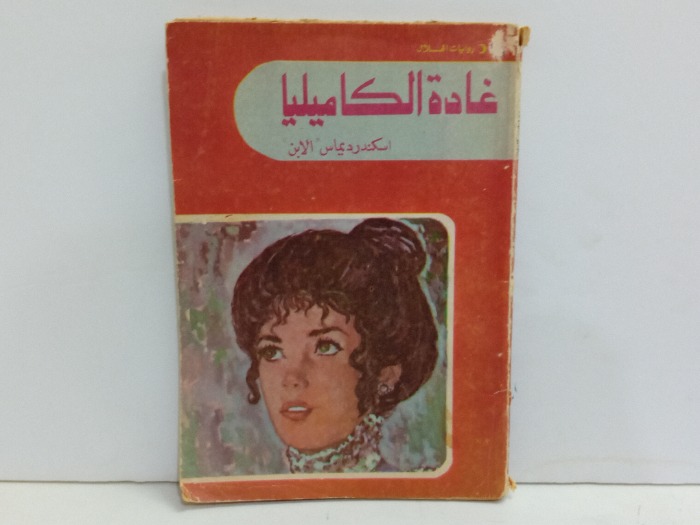 روايات الهلال
غادة الكاميليا
اسكندر ديماس "الابن"